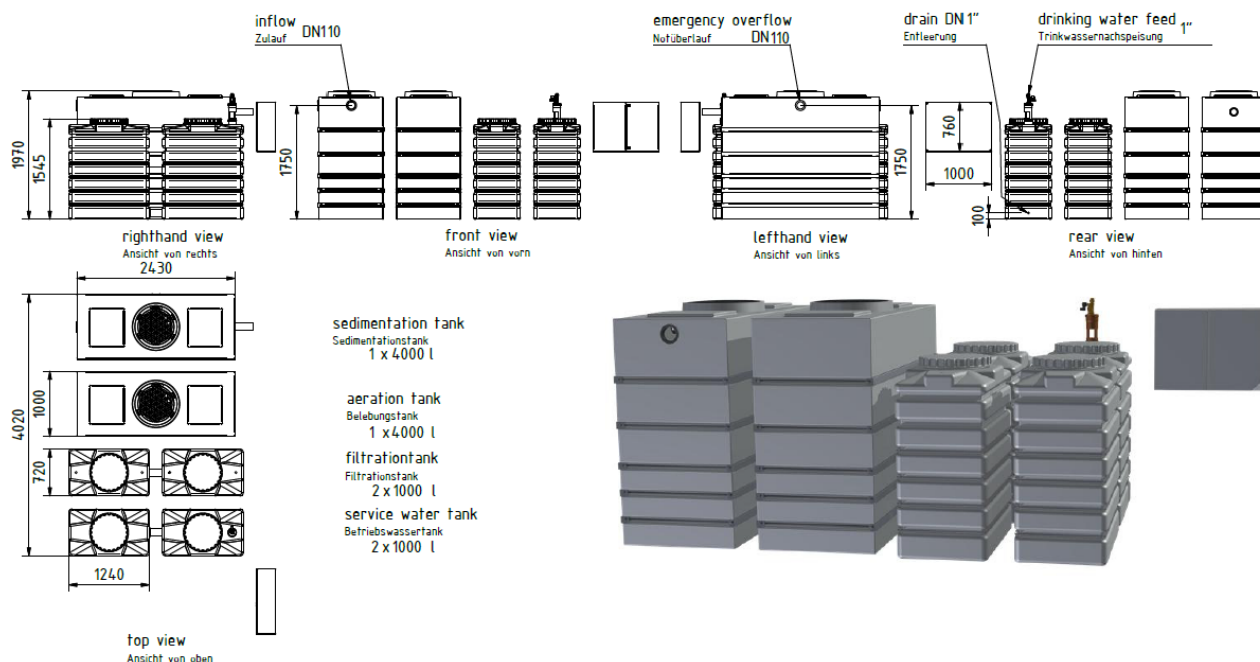 inflow DN110
Zulauf
emergency overflow
Notüberlauf DN110
drain DN 1"
Entleerung
drinking water feed 1"
Trinkwassernachspeisung
1970
1545
1750
1750
760
1000
100
righthand view
Ansicht von rechts
front view
Ansicht von vorn
lefthand view
Ansicht von links
rear view
Ansicht von hinten
2430
4020
1000
720
1240
sedimentation tank
Sedimentationstank
1 x 4000 l
aeration tank
Belebungstank
1 x 4000 l
filtrationtank
Filtrationstank
2 x 1000 l
service water tank
Betriebswassertank
2 x 1000 l
top view
Ansicht von oben